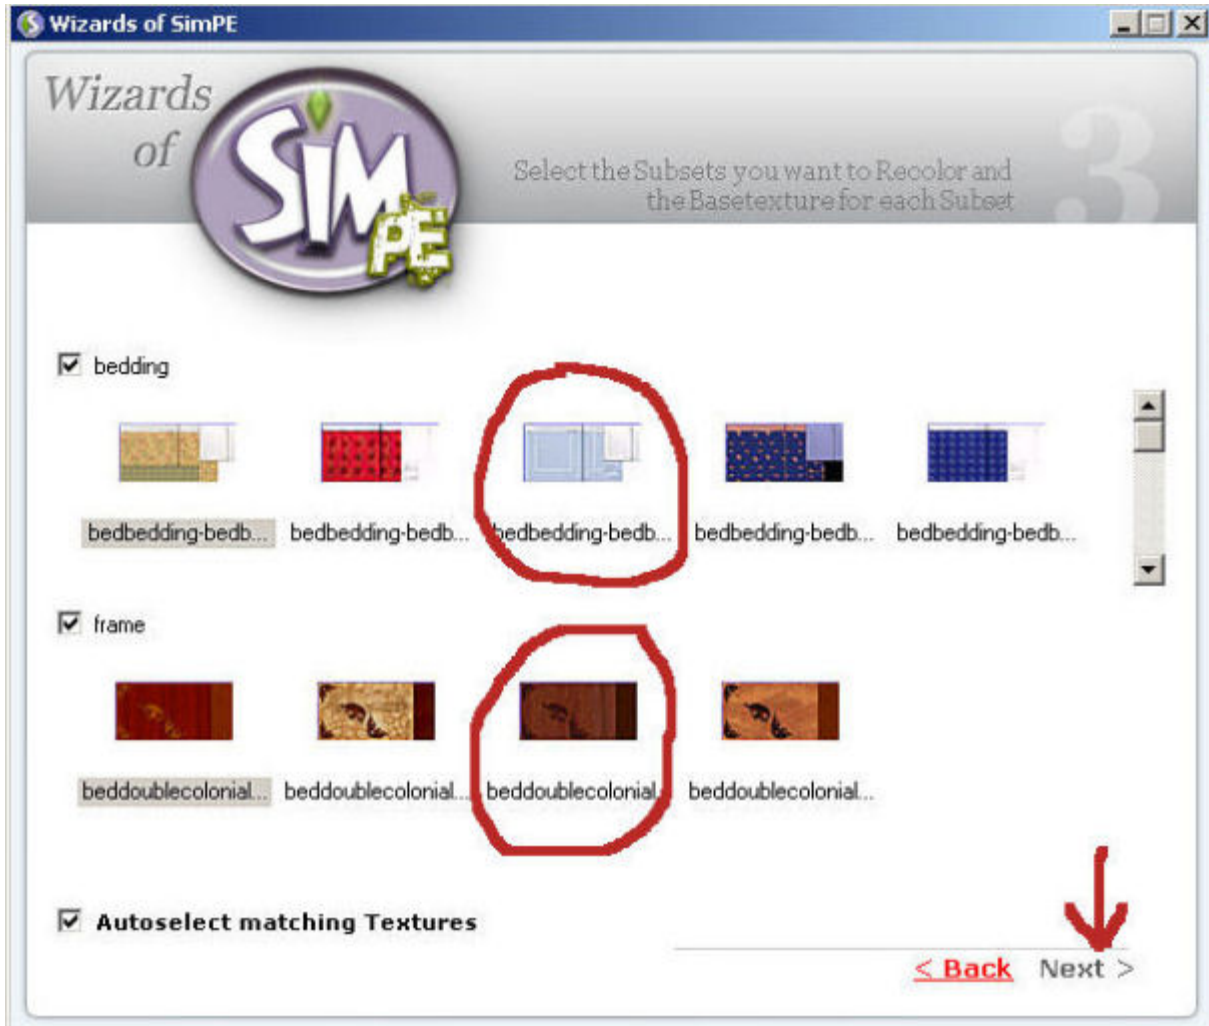 Wizards of SimPE
Wizards
of
SiM
PE
Select the Subsets you want to Recolor and
the Basetexture for each Subset
3
bedding
bedbedding-bedb... bedbedding-bedb... bedbedding-bedb... bedbedding-bedb... bedbedding-bedb...
frame
beddoublecolonial... beddoublecolonial... beddoublecolonial... beddoublecolonial...
Autoselect matching Textures
< Back Next >